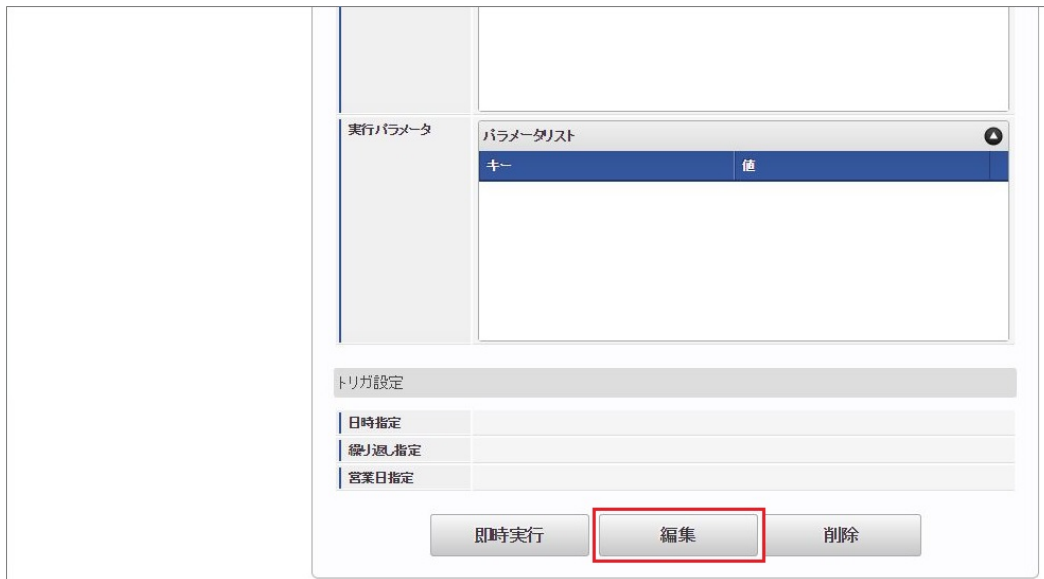 実行パラメータ
パラメータリスト
キー 値
トリガ設定
日時指定
繰り返し指定
営業日指定
即時実行 編集 削除